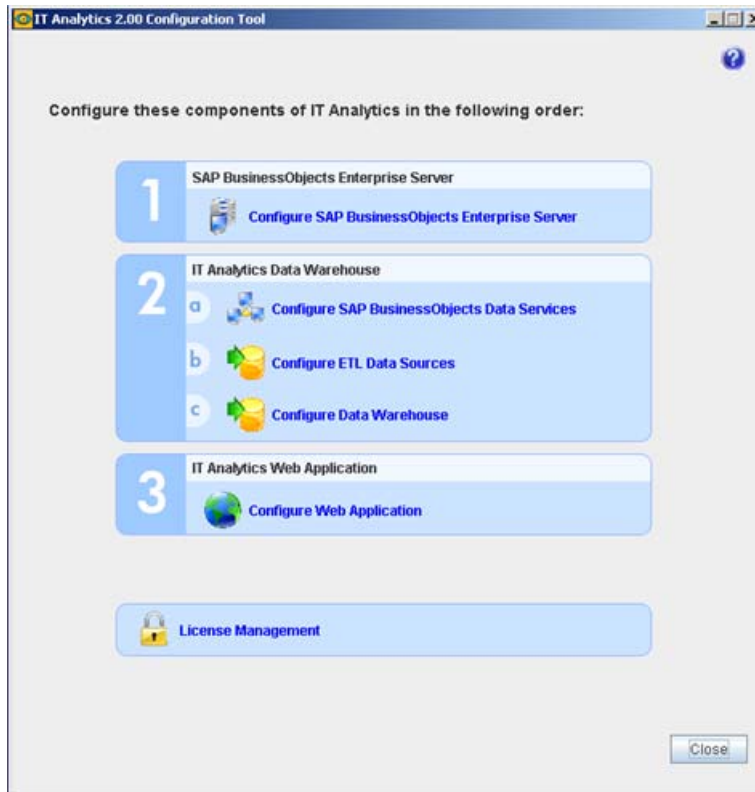 IT Analytics 2.00 Configuration Tool
?
Configure these components of IT Analytics in the following order:
1
SAP BusinessObjects Enterprise Server
Configure SAP BusinessObjects Enterprise Server
2
IT Analytics Data Warehouse
a
Configure SAP BusinessObjects Data Services
b
Configure ETL Data Sources
c
Configure Data Warehouse
3
IT Analytics Web Application
Configure Web Application
License Management
Close